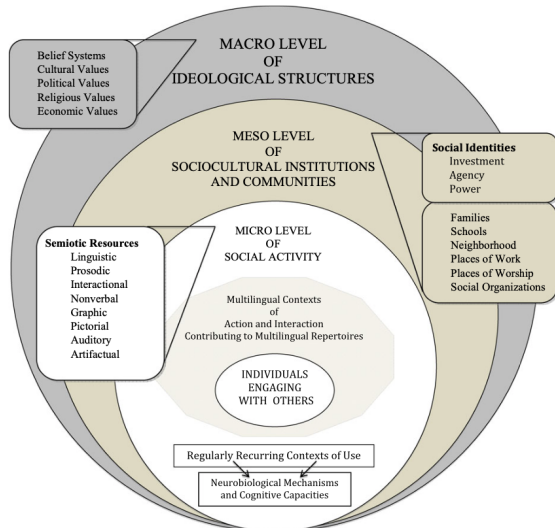 MACRO LEVEL
OF
IDEOLOGICAL STRUCTURES
Belief Systems
Cultural Values
Political Values
Religious Values
Economic Values
MESO LEVEL
OF
SOCIOCULTURAL INSTITUTIONS
AND COMMUNITIES
Social Identities
Investment
Agency
Power
Families
Schools
Neighborhood
Places of Work
Places of Worship
Social Organizations
MICRO LEVEL
OF
SOCIAL ACTIVITY
Semiotic Resources
Linguistic
Prosodic
Interactional
Nonverbal
Graphic
Pictorial
Auditory
Artifactual
Multilingual Contexts
of
Action and Interaction
Contributing to Multilingual Repertoires
INDIVIDUALS
ENGAGING
WITH OTHERS
Regularly Recurring Contexts of Use
Neurobiological Mechanisms
and Cognitive Capacities